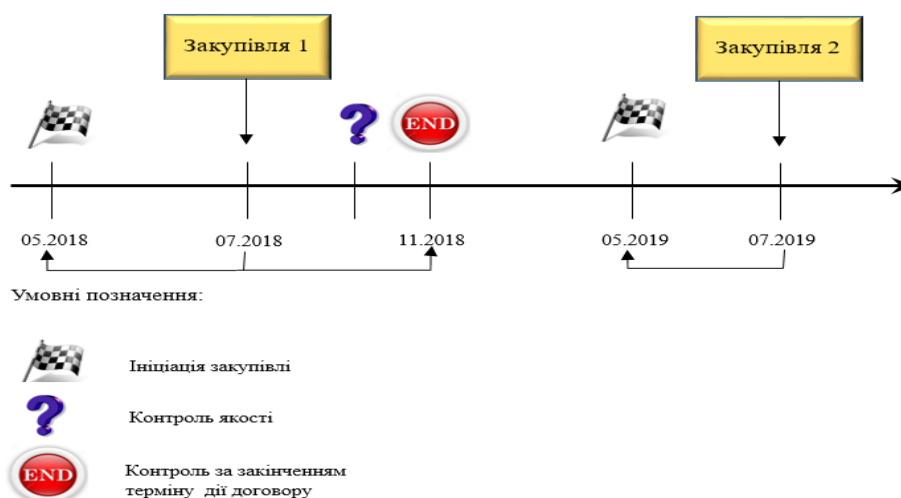 Закупівля 1
Закупівля 2
END
05.2018
07.2018
11.2018
05.2019
07.2019
Умовні позначення:
Ініціація закупівлі
Контроль якості
END
Контроль за закінченням
терміну дії договору